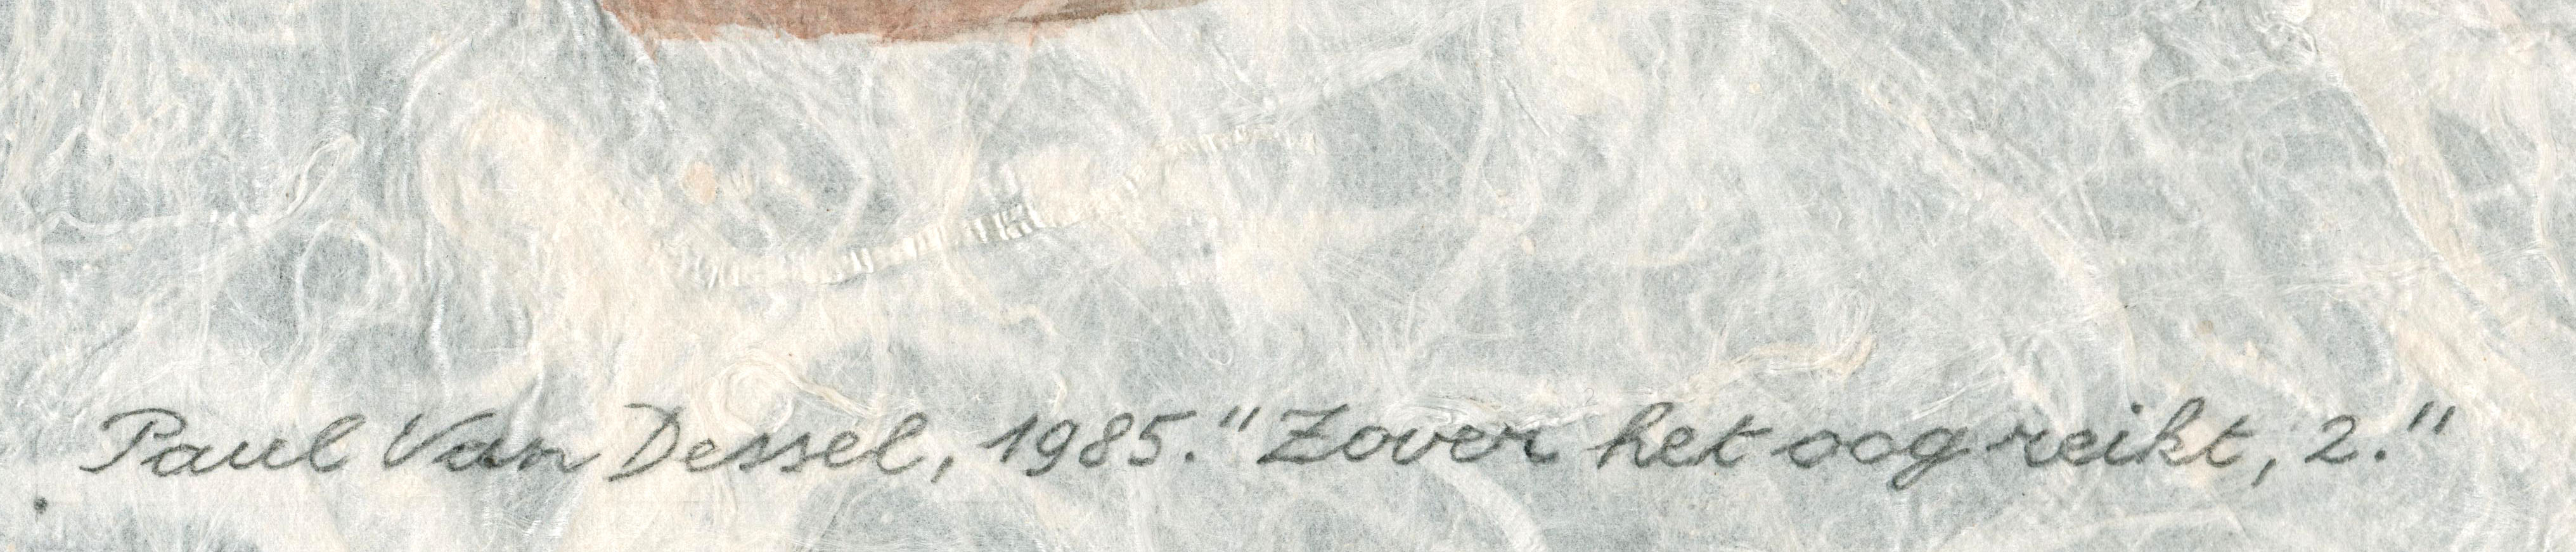 Paul Van Dessel, 1985. "Zover het oog reikt, 2."